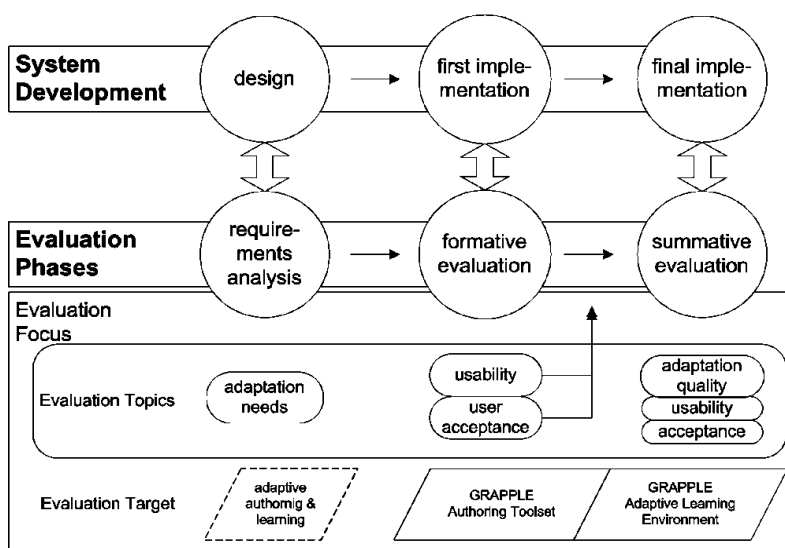 System
Development
design
first imple-
mentation
final imple-
mentation
Evaluation
Phases
require-
ments
analysis
formative
evaluation
summative
evaluation
Evaluation
Focus
Evaluation Topics
adaptation
needs
usability
user
acceptance
adaptation
quality
usability
acceptance
Evaluation Target
adaptive
authomig &
learning
GRAPPLE
Authoring Toolset
GRAPPLE
Adaptive Learning
Environment